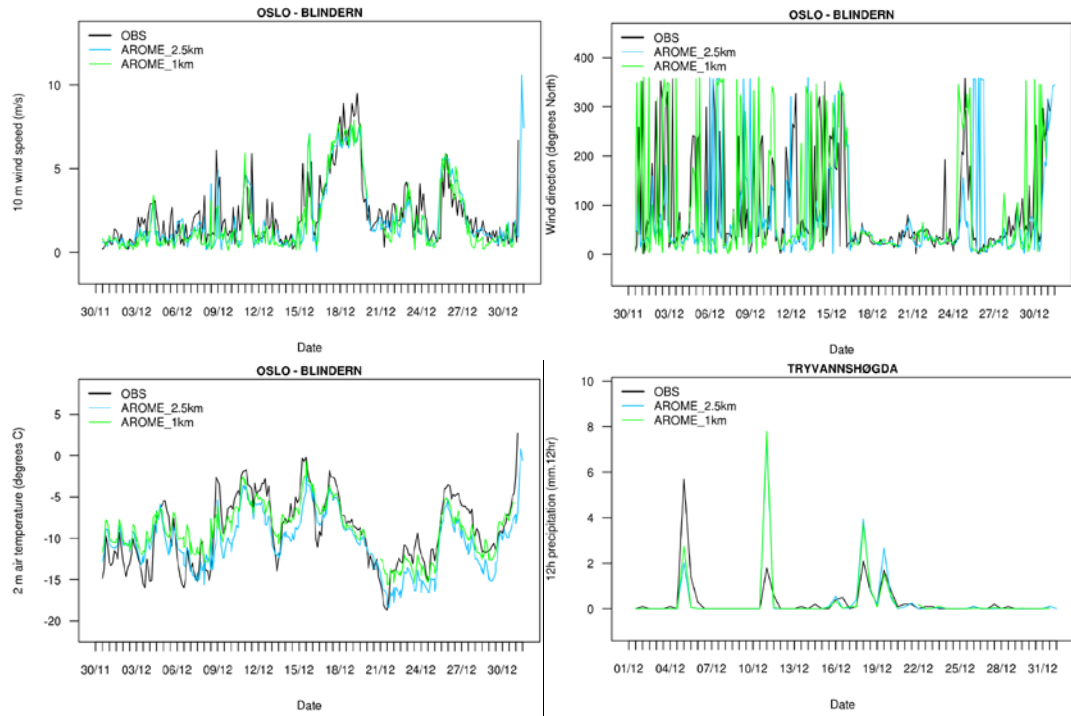 OSLO - BLINDERN
OBS
AROME_2.5km
AROME_1km
10 m wind speed (m/s)
10
5
0
30/11 03/12 06/12 09/12 12/12 15/12 18/12 21/12 24/12 27/12 30/12
Date
OSLO - BLINDERN
OBS
AROME_2.5km
AROME_1km
Wind direction (degrees North)
400
300
200
100
0
30/11 03/12 06/12 09/12 12/12 15/12 18/12 21/12 24/12 27/12 30/12
Date
OSLO - BLINDERN
OBS
AROME_2.5km
AROME_1km
2 m air temperature (degrees C)
5
0
-5
-10
-15
-20
30/11 03/12 06/12 09/12 12/12 15/12 18/12 21/12 24/12 27/12 30/12
Date
TRYVANNSHØGDA
OBS
AROME_2.5km
AROME_1km
12h precipitation (mm.12hr)
10
8
6
4
2
0
01/12 04/12 07/12 10/12 13/12 16/12 19/12 22/12 25/12 28/12 31/12
Date